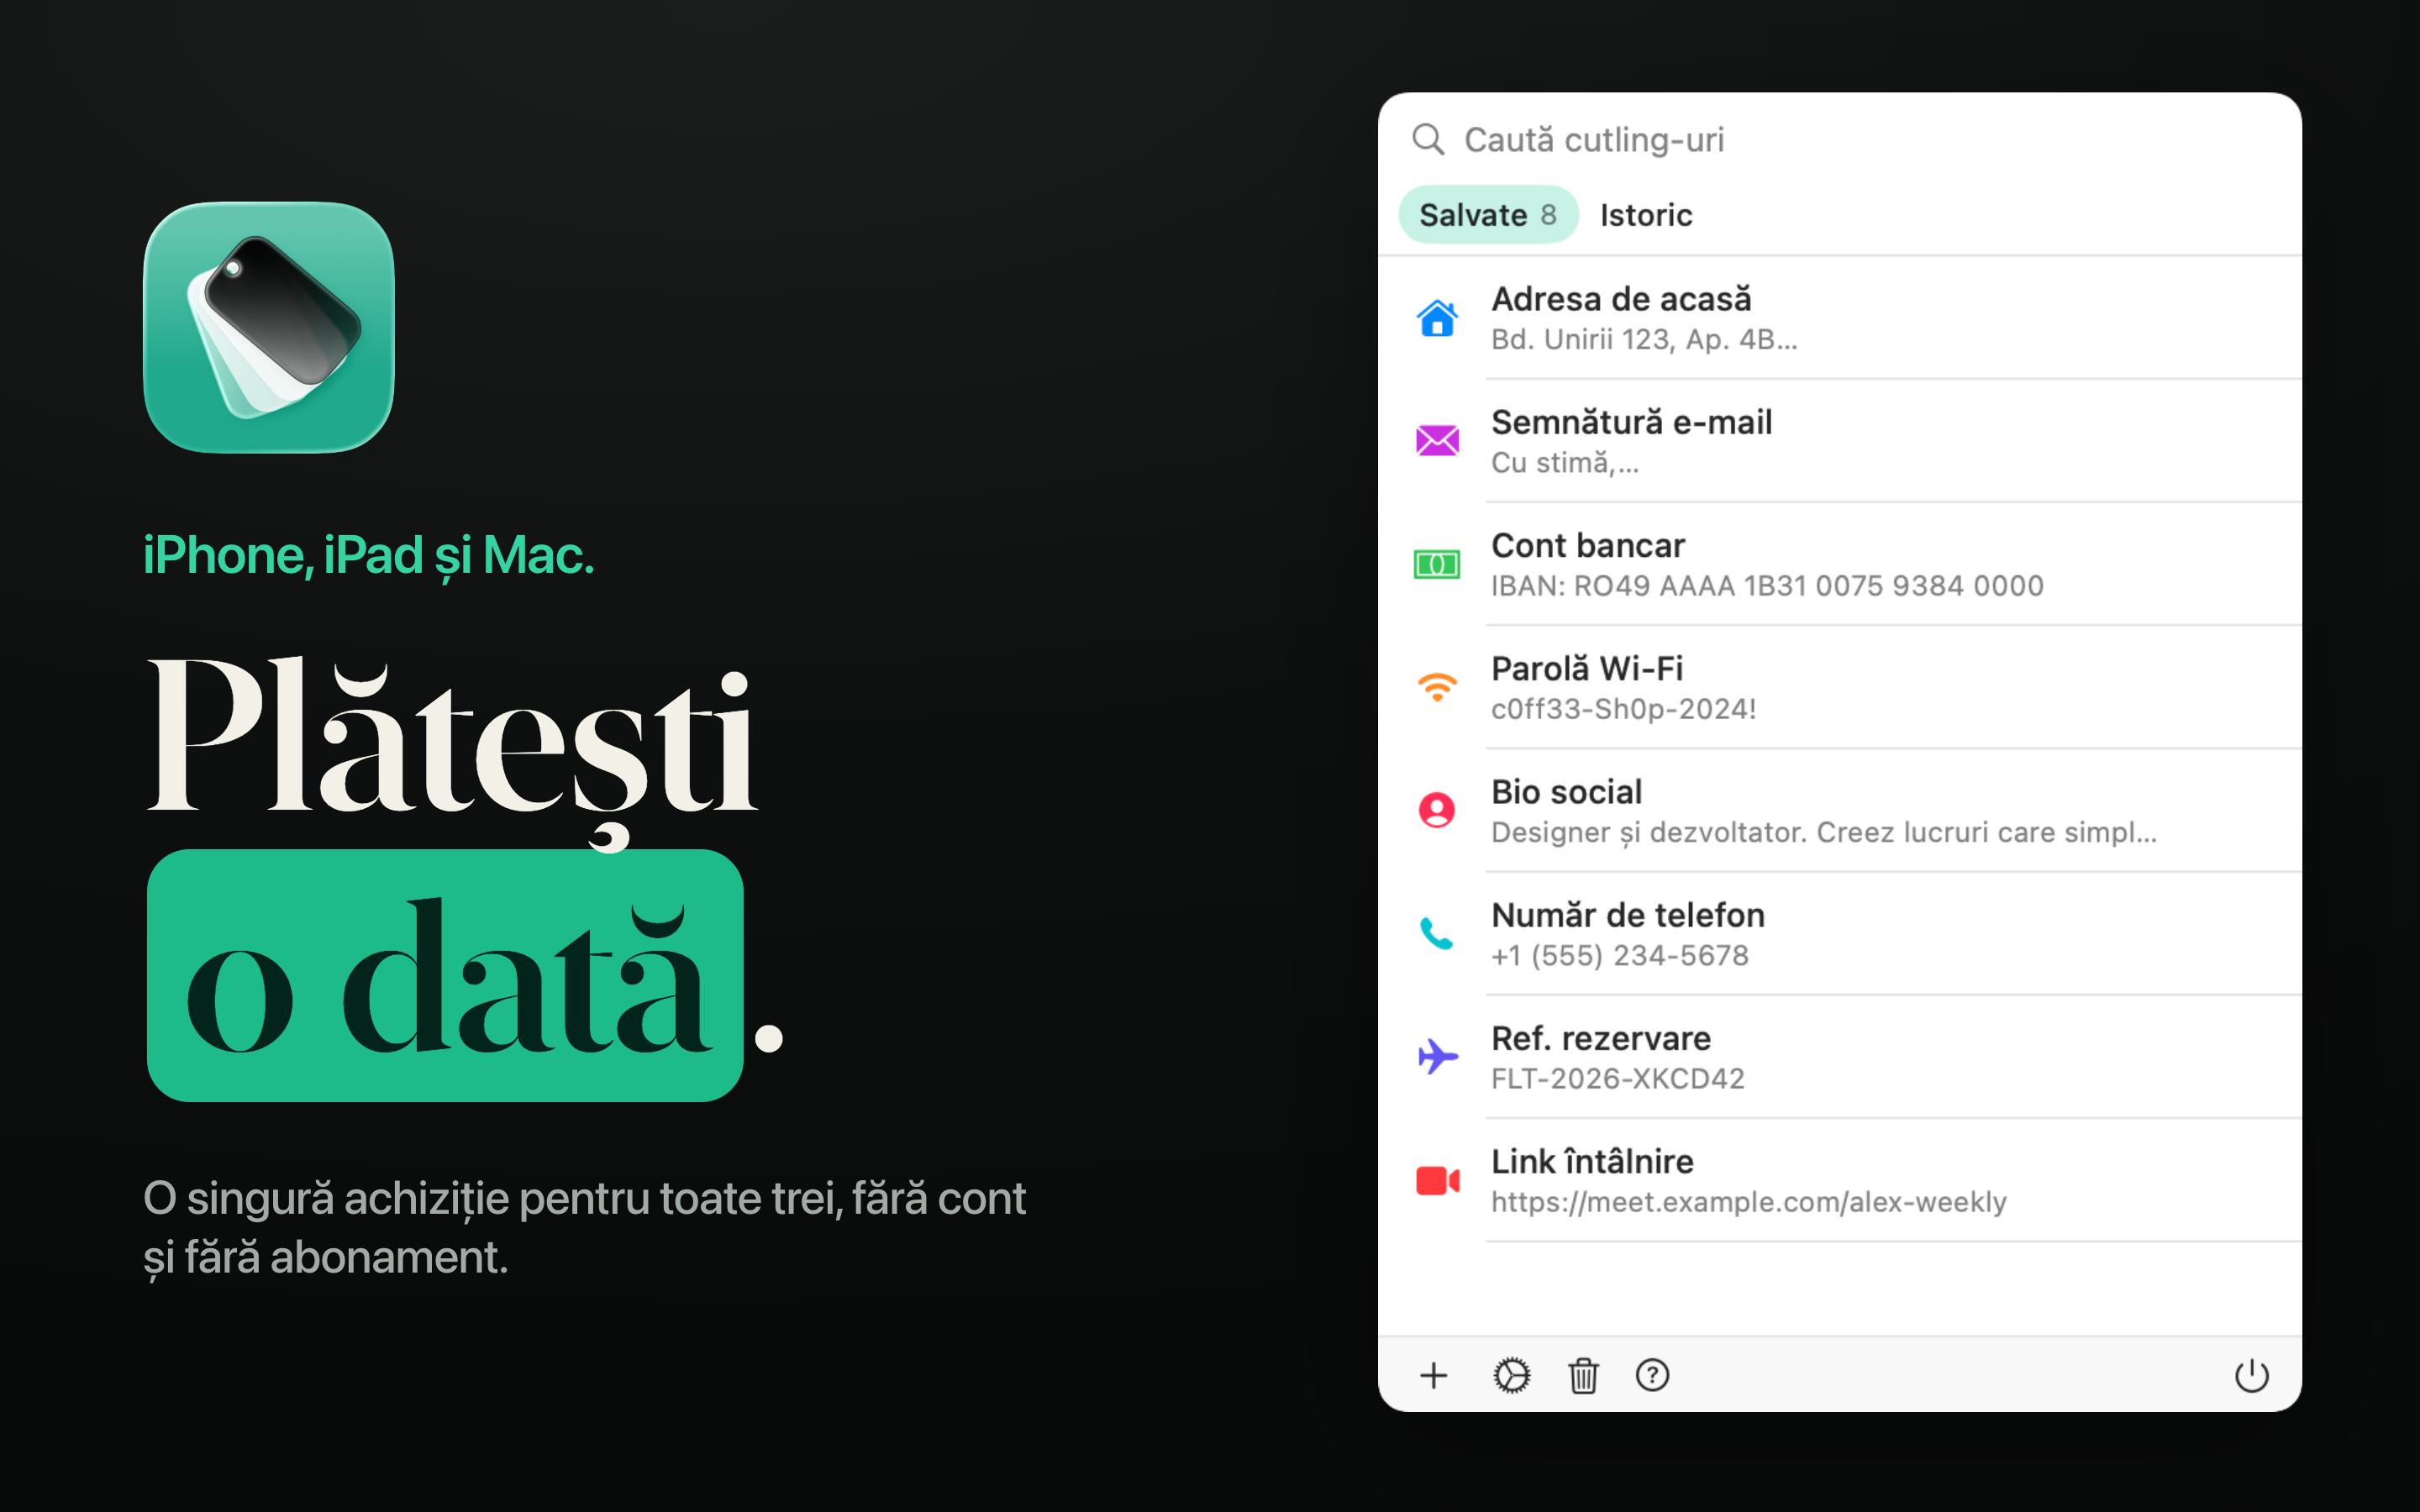 iPhone, iPad și Mac.
Plătești
o dată.
O singură achiziție pentru toate trei, fără cont
și fără abonament.
Caută cutling-uri
Salvate 8 Istoric
Adresa de acasă
Bd. Unirii 123, Ap. 4B...
Semnătură e-mail
Cu stimă,...
Cont bancar
IBAN: RO49 AAAA 1B31 0075 9384 0000
Parolă Wi-Fi
c0ff33-Sh0p-2024!
Bio social
Designer și dezvoltator. Creez lucruri care simpl...
Număr de telefon
+1 (555) 234-5678
Ref. rezervare
FLT-2026-XKCD42
Link întâlnire
https://meet.example.com/alex-weekly